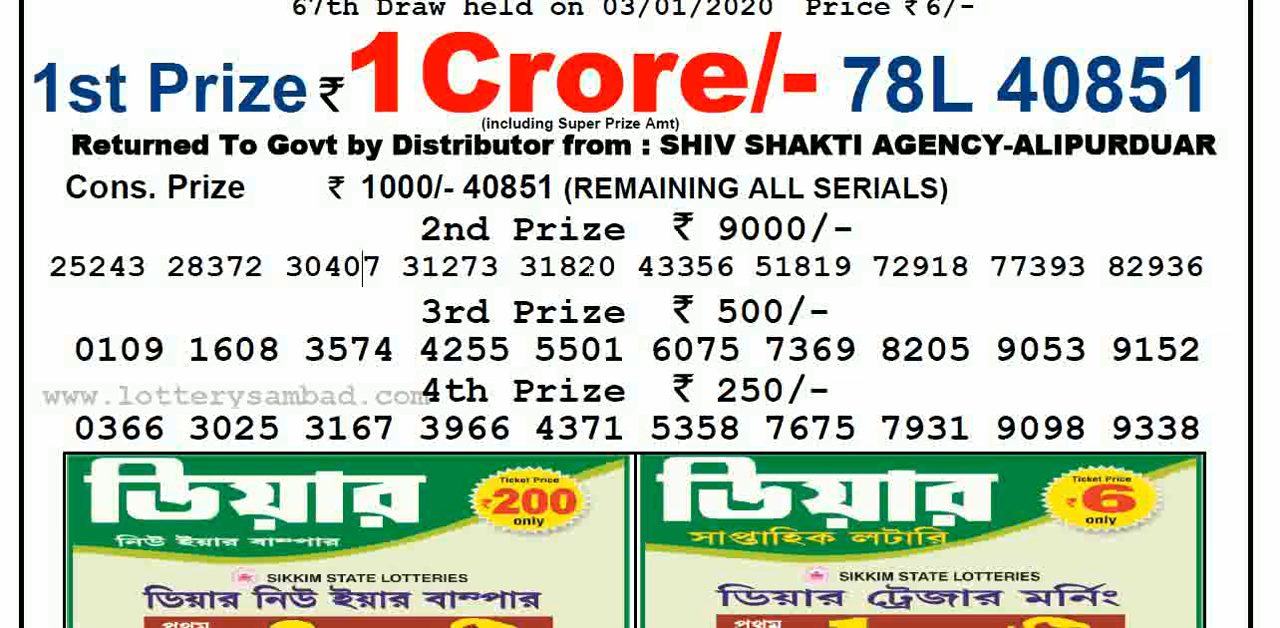 67th Draw held on 03/01/2020 Price ₹ 6/-
1st Prize ₹ 1Crore/- 78L 40851
(including Super Prize Amt)
Returned To Govt by Distributor from : SHIV SHAKTI AGENCY-ALIPURDUAR
Cons. Prize ₹ 1000/- 40851 (REMAINING ALL SERIALS)
2nd Prize ₹ 9000/-
25243 28372 30407 31273 31820 43356 51819 72918 77393 82936
3rd Prize ₹ 500/-
0109 1608 3574 4255 5501 6075 7369 8205 9053 9152
www.lotterysambad.com
4th Prize ₹ 250/-
0366 3025 3167 3966 4371 5358 7675 7931 9098 9338
ডিয়ার
Ticket Price
₹200
only
নিউ ইয়ার বাম্পার
SIKKIM STATE LOTTERIES
ডিয়ার নিউ ইয়ার বাম্পার
প্রথম
ডিয়ার
Ticket Price
₹6
only
সাপ্তাহিক লটারি
SIKKIM STATE LOTTERIES
ডিয়ার ট্রেজার মর্নিং
প্রথম